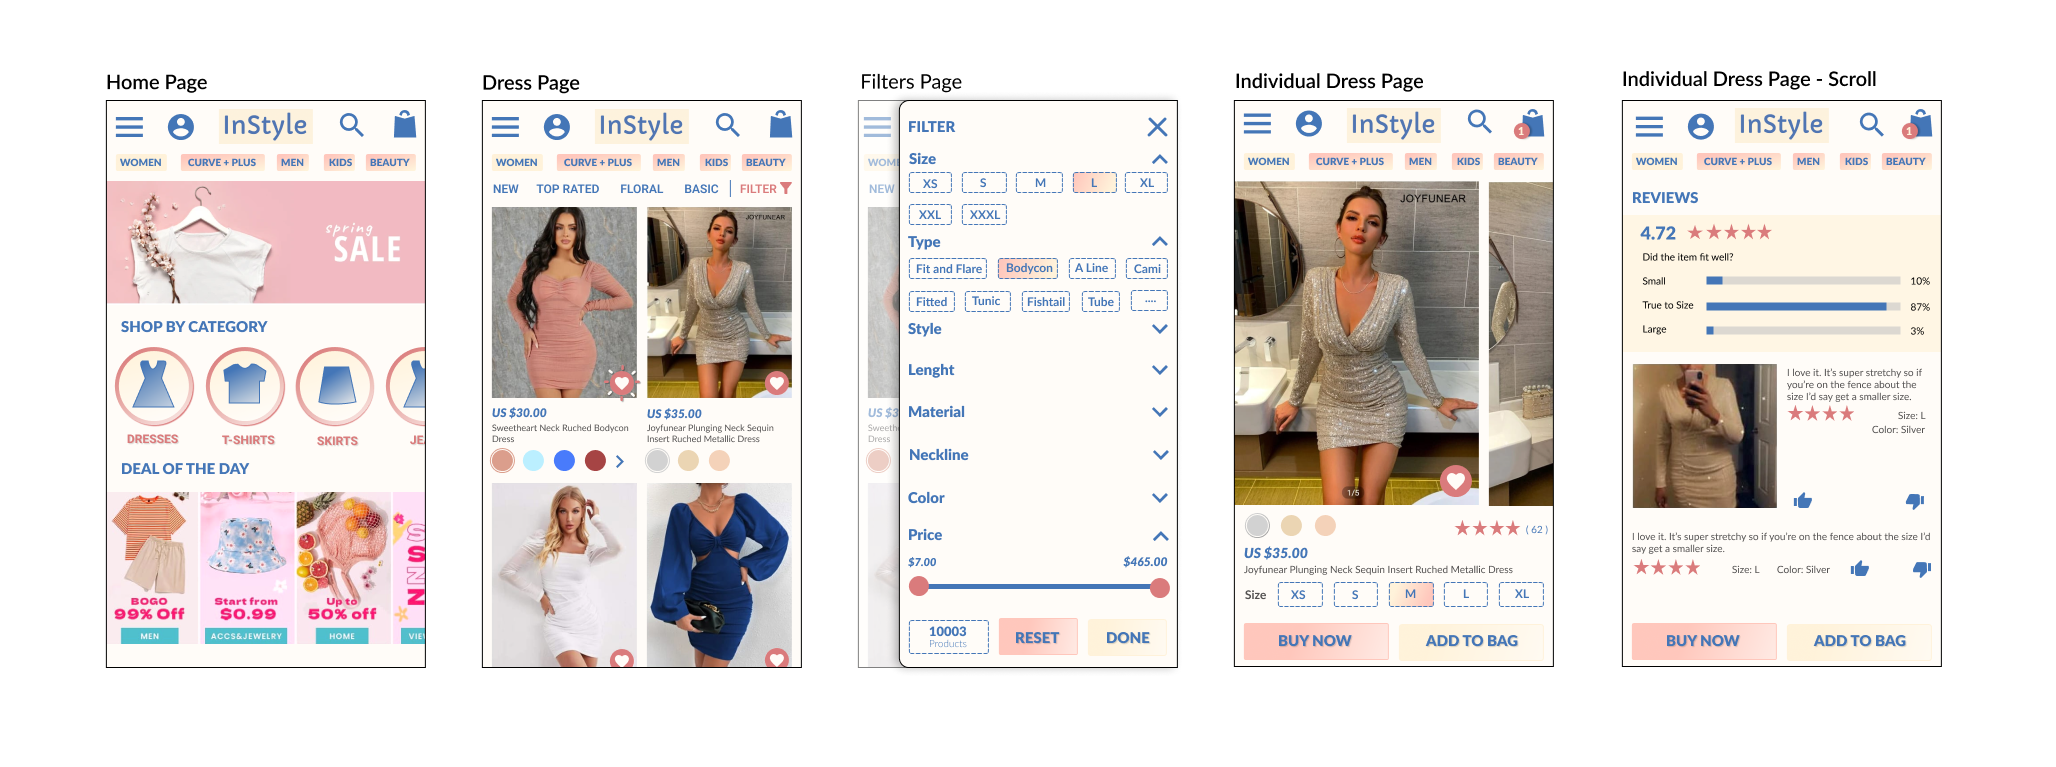 Home Page
InStyle
WOMEN CURVE + PLUS MEN KIDS BEAUTY
spring
SALE
SHOP BY CATEGORY
DRESSES T-SHIRTS SKIRTS JE
DEAL OF THE DAY
BOGO
99% Off
MEN
Start from
$0.99
ACCS&JEWELRY
Up to
50% off
HOME
VIE
Dress Page
InStyle
WOMEN CURVE + PLUS MEN KIDS BEAUTY
NEW TOP RATED FLORAL BASIC FILTER
JOYFUNEAR
US $30.00
Sweetheart Neck Ruched Bodycon
Dress
US $35.00
Joyfunear Plunging Neck Sequin
Insert Ruched Metallic Dress
Filters Page
WOM
NEW
US $3
Sweethe
Dress
FILTER
Size
XS S M L XL
XXL XXXL
Type
Fit and Flare Bodycon A Line Cami
Fitted Tunic Fishtail Tube ....
Style
Lenght
Material
Neckline
Color
Price
$7.00 $465.00
10003
Products
RESET DONE
Individual Dress Page
InStyle
1
WOMEN CURVE + PLUS MEN KIDS BEAUTY
JOYFUNEAR
1/5
( 62 )
US $35.00
Joyfunear Plunging Neck Sequin Insert Ruched Metallic Dress
Size XS S M L XL
BUY NOW ADD TO BAG
Individual Dress Page - Scroll
InStyle
1
WOMEN CURVE + PLUS MEN KIDS BEAUTY
REVIEWS
4.72
Did the item fit well?
Small 10%
True to Size 87%
Large 3%
I love it. It's super stretchy so if
you're on the fence about the
size I'd say get a smaller size.
Size: L
Color: Silver
I love it. It's super stretchy so if you're on the fence about the size I'd
say get a smaller size.
Size: L Color: Silver
BUY NOW ADD TO BAG